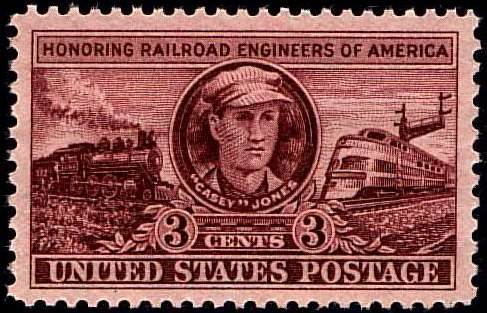 HONORING RAILROAD ENGINEERS OF AMERICA
"CASEY" JONES
3 CENTS 3
UNITED STATES POSTAGE